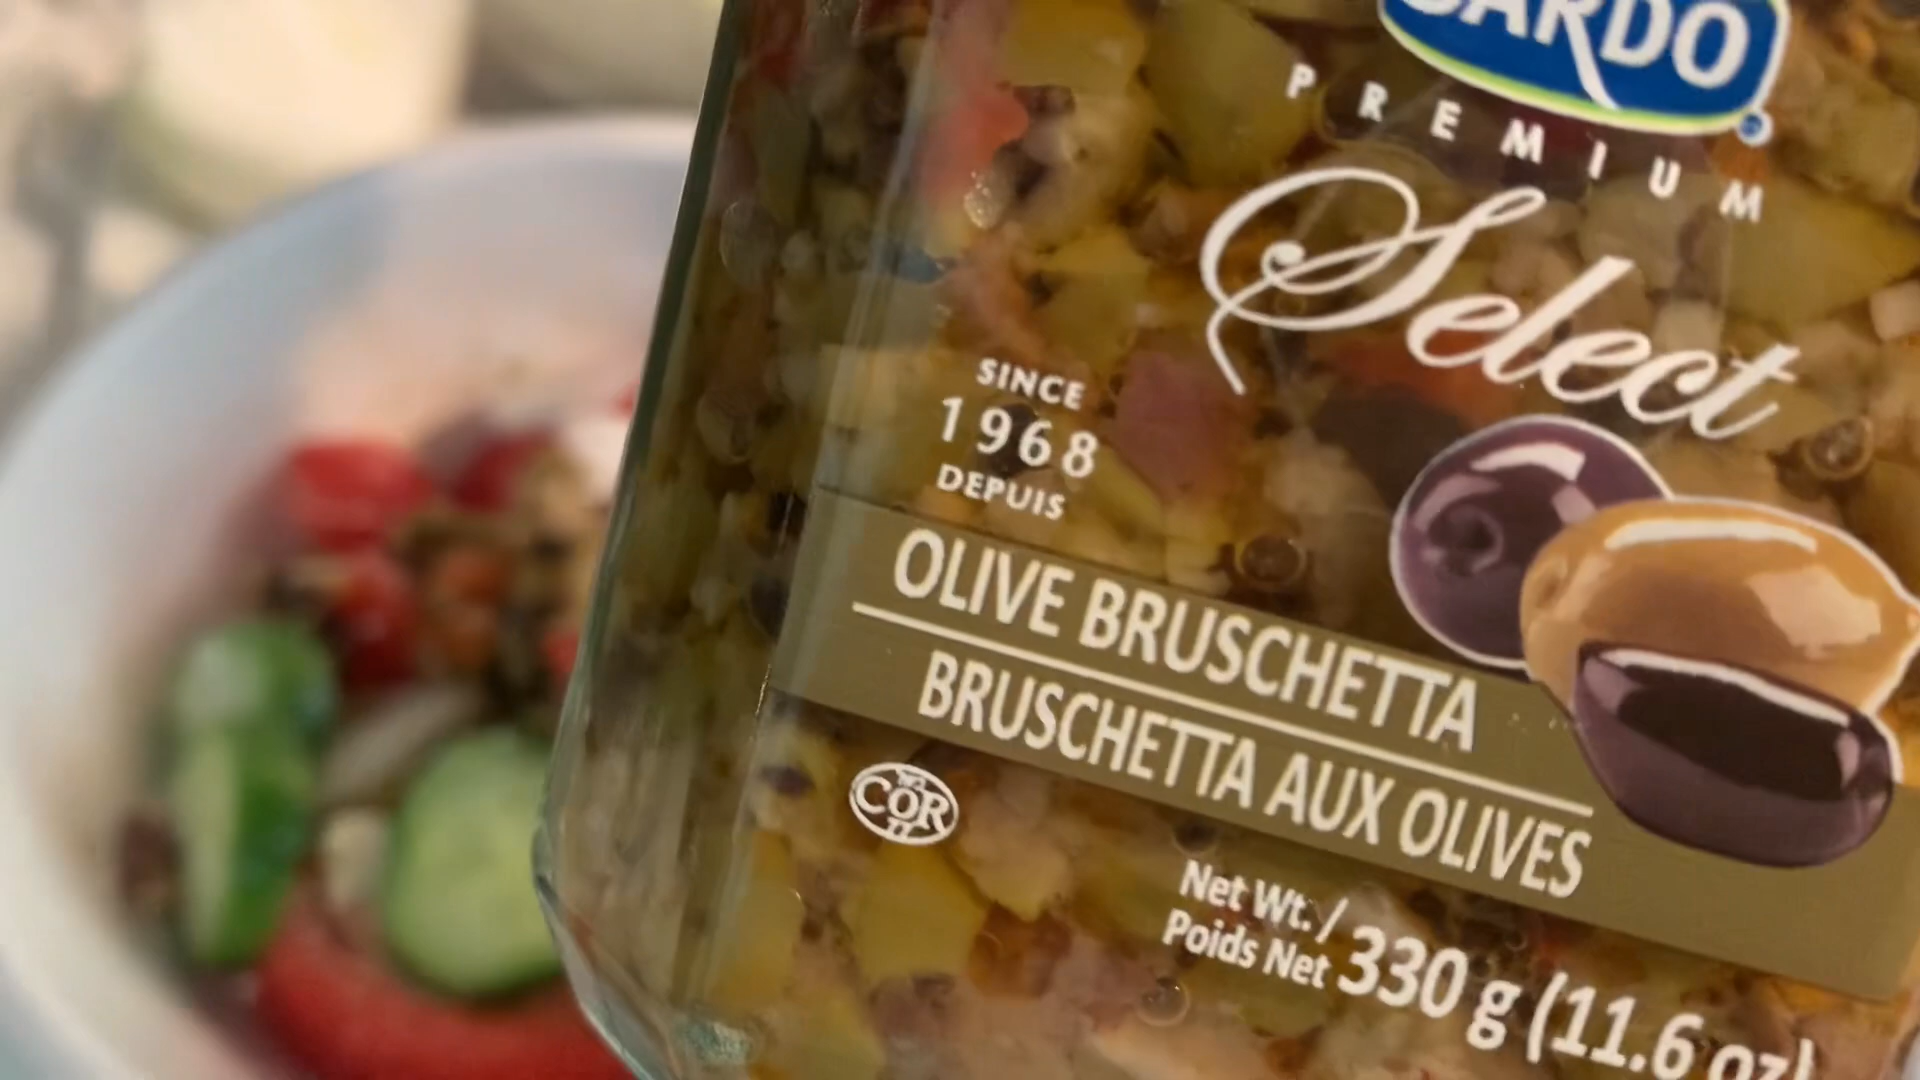 SARDO
PREMIUM
Select
SINCE
1968
DEPUIS
OLIVE BRUSCHETTA
BRUSCHETTA AUX OLIVES
COR
Net Wt. /
Poids Net 330 g (11.6 oz)